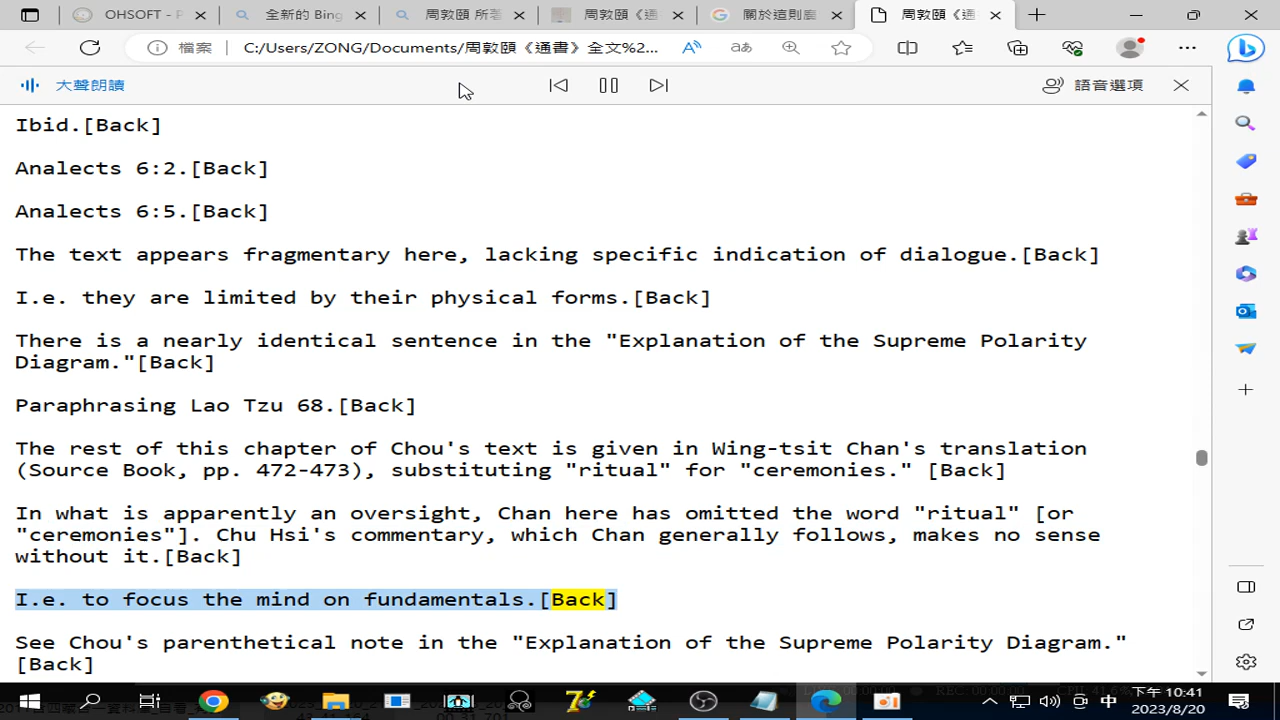 OHSOFT - F
全新的 Bing
周敦頤 所著
周敦頤《通
關於這則
周敦頤《通
檔案
C:/Users/ZONG/Documents/周敦頤《通書》全文%2...
大聲朗讀
語音選項
Ibid.[Back]
Analects 6:2.[Back]
Analects 6:5.[Back]
The text appears fragmentary here, lacking specific indication of dialogue.[Back]
I.e. they are limited by their physical forms.[Back]
There is a nearly identical sentence in the "Explanation of the Supreme Polarity
Diagram."[Back]
Paraphrasing Lao Tzu 68.[Back]
The rest of this chapter of Chou's text is given in Wing-tsit Chan's translation
(Source Book, pp. 472-473), substituting "ritual" for "ceremonies." [Back]
In what is apparently an oversight, Chan here has omitted the word "ritual" [or
"ceremonies"]. Chu Hsi's commentary, which Chan generally follows, makes no sense
without it.[Back]
I.e. to focus the mind on fundamentals.[Back]
See Chou's parenthetical note in the "Explanation of the Supreme Polarity Diagram."
[Back]
中
下午 10:41
2023/8/20